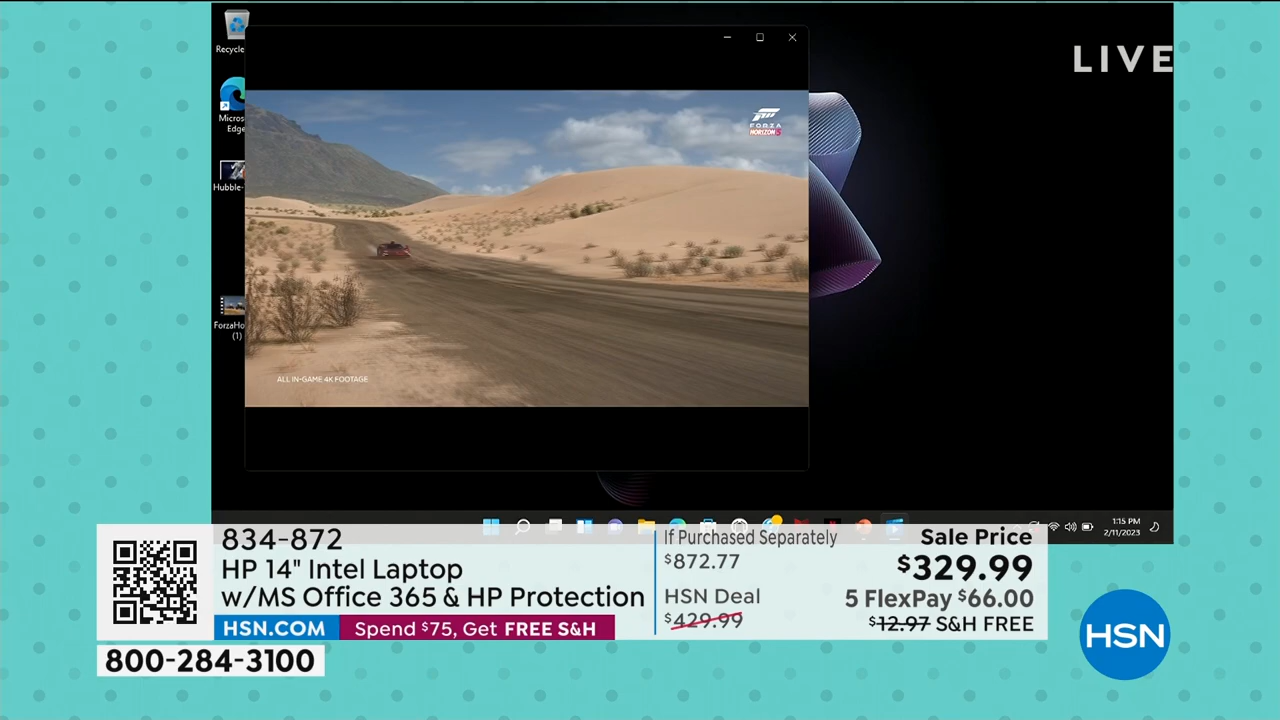 Recycle
LIVE
Micros
Edge
FORZA
HORIZON 5
Hubble-
ForzaHo
(1)
ALL IN-GAME 4K FOOTAGE
1:15 PM
2/11/2023
834-872
HP 14" Intel Laptop
w/MS Office 365 & HP Protection
HSN.COM
Spend $75, Get FREE S&H
If Purchased Separately
$872.77
HSN Deal
$429.99
Sale Price
$329.99
5 FlexPay $66.00
$12.97 S&H FREE
HSN
800-284-3100